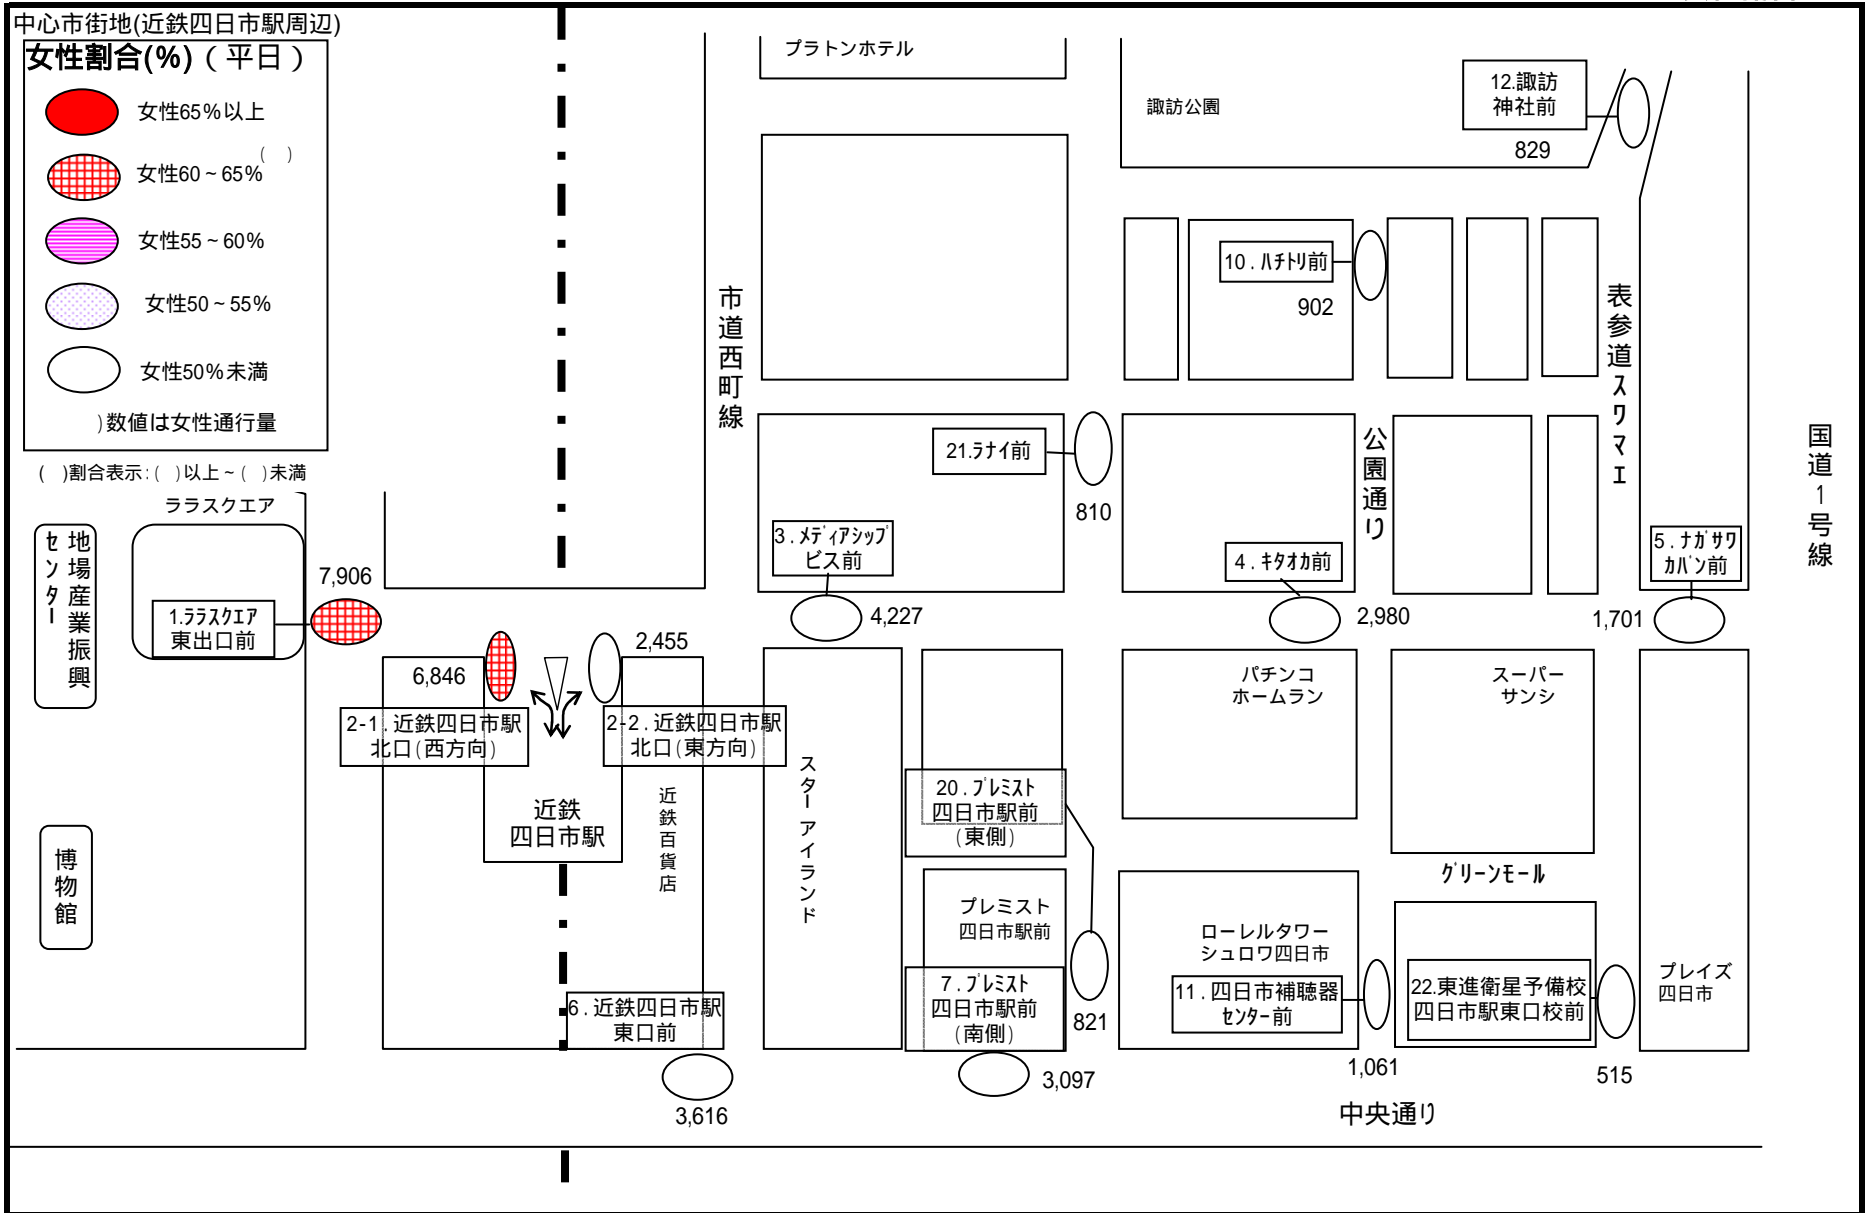 中心市街地(近鉄四日市駅周辺)
女性割合(%)（平日）
女性65%以上
女性60～65%
(　)
女性55～60%
女性50～55%
女性50%未満
)数値は女性通行量
(　)割合表示:(　)以上～(　)未満
ララスクエア
地場産業振興
センター
7,906
1.ﾗﾗｽｸｴｱ
東出口前
博物館
6,846
2,455
2-1.近鉄四日市駅
北口(西方向)
2-2.近鉄四日市駅
北口(東方向)
近鉄
四日市駅
近鉄百貨店
6.近鉄四日市駅
東口前
3,616
プラトンホテル
諏訪公園
12.諏訪
神社前
829
市道西町線
10.ﾊﾁﾄﾘ前
902
表参道スワマエ
国道1号線
21.ﾗﾅｲ前
810
公園通り
3.ﾒﾃﾞｨｱｼｯﾌﾟ
ビス前
4,227
4.ｷﾀｵｶ前
2,980
5.ﾅｶﾞｻﾜ
ｶﾊﾞﾝ前
1,701
スターアイランド
パチンコ
ホームラン
スーパー
サンシ
20.ﾌﾟﾚﾐｽﾄ
四日市駅前
(東側)
グリーンモール
プレミスト
四日市駅前
7.ﾌﾟﾚﾐｽﾄ
四日市駅前
(南側)
821
3,097
ローレルタワー
シュロワ四日市
11.四日市補聴器
ｾﾝﾀｰ前
1,061
22.東進衛星予備校
四日市駅東口校前
515
プレイズ
四日市
中央通り